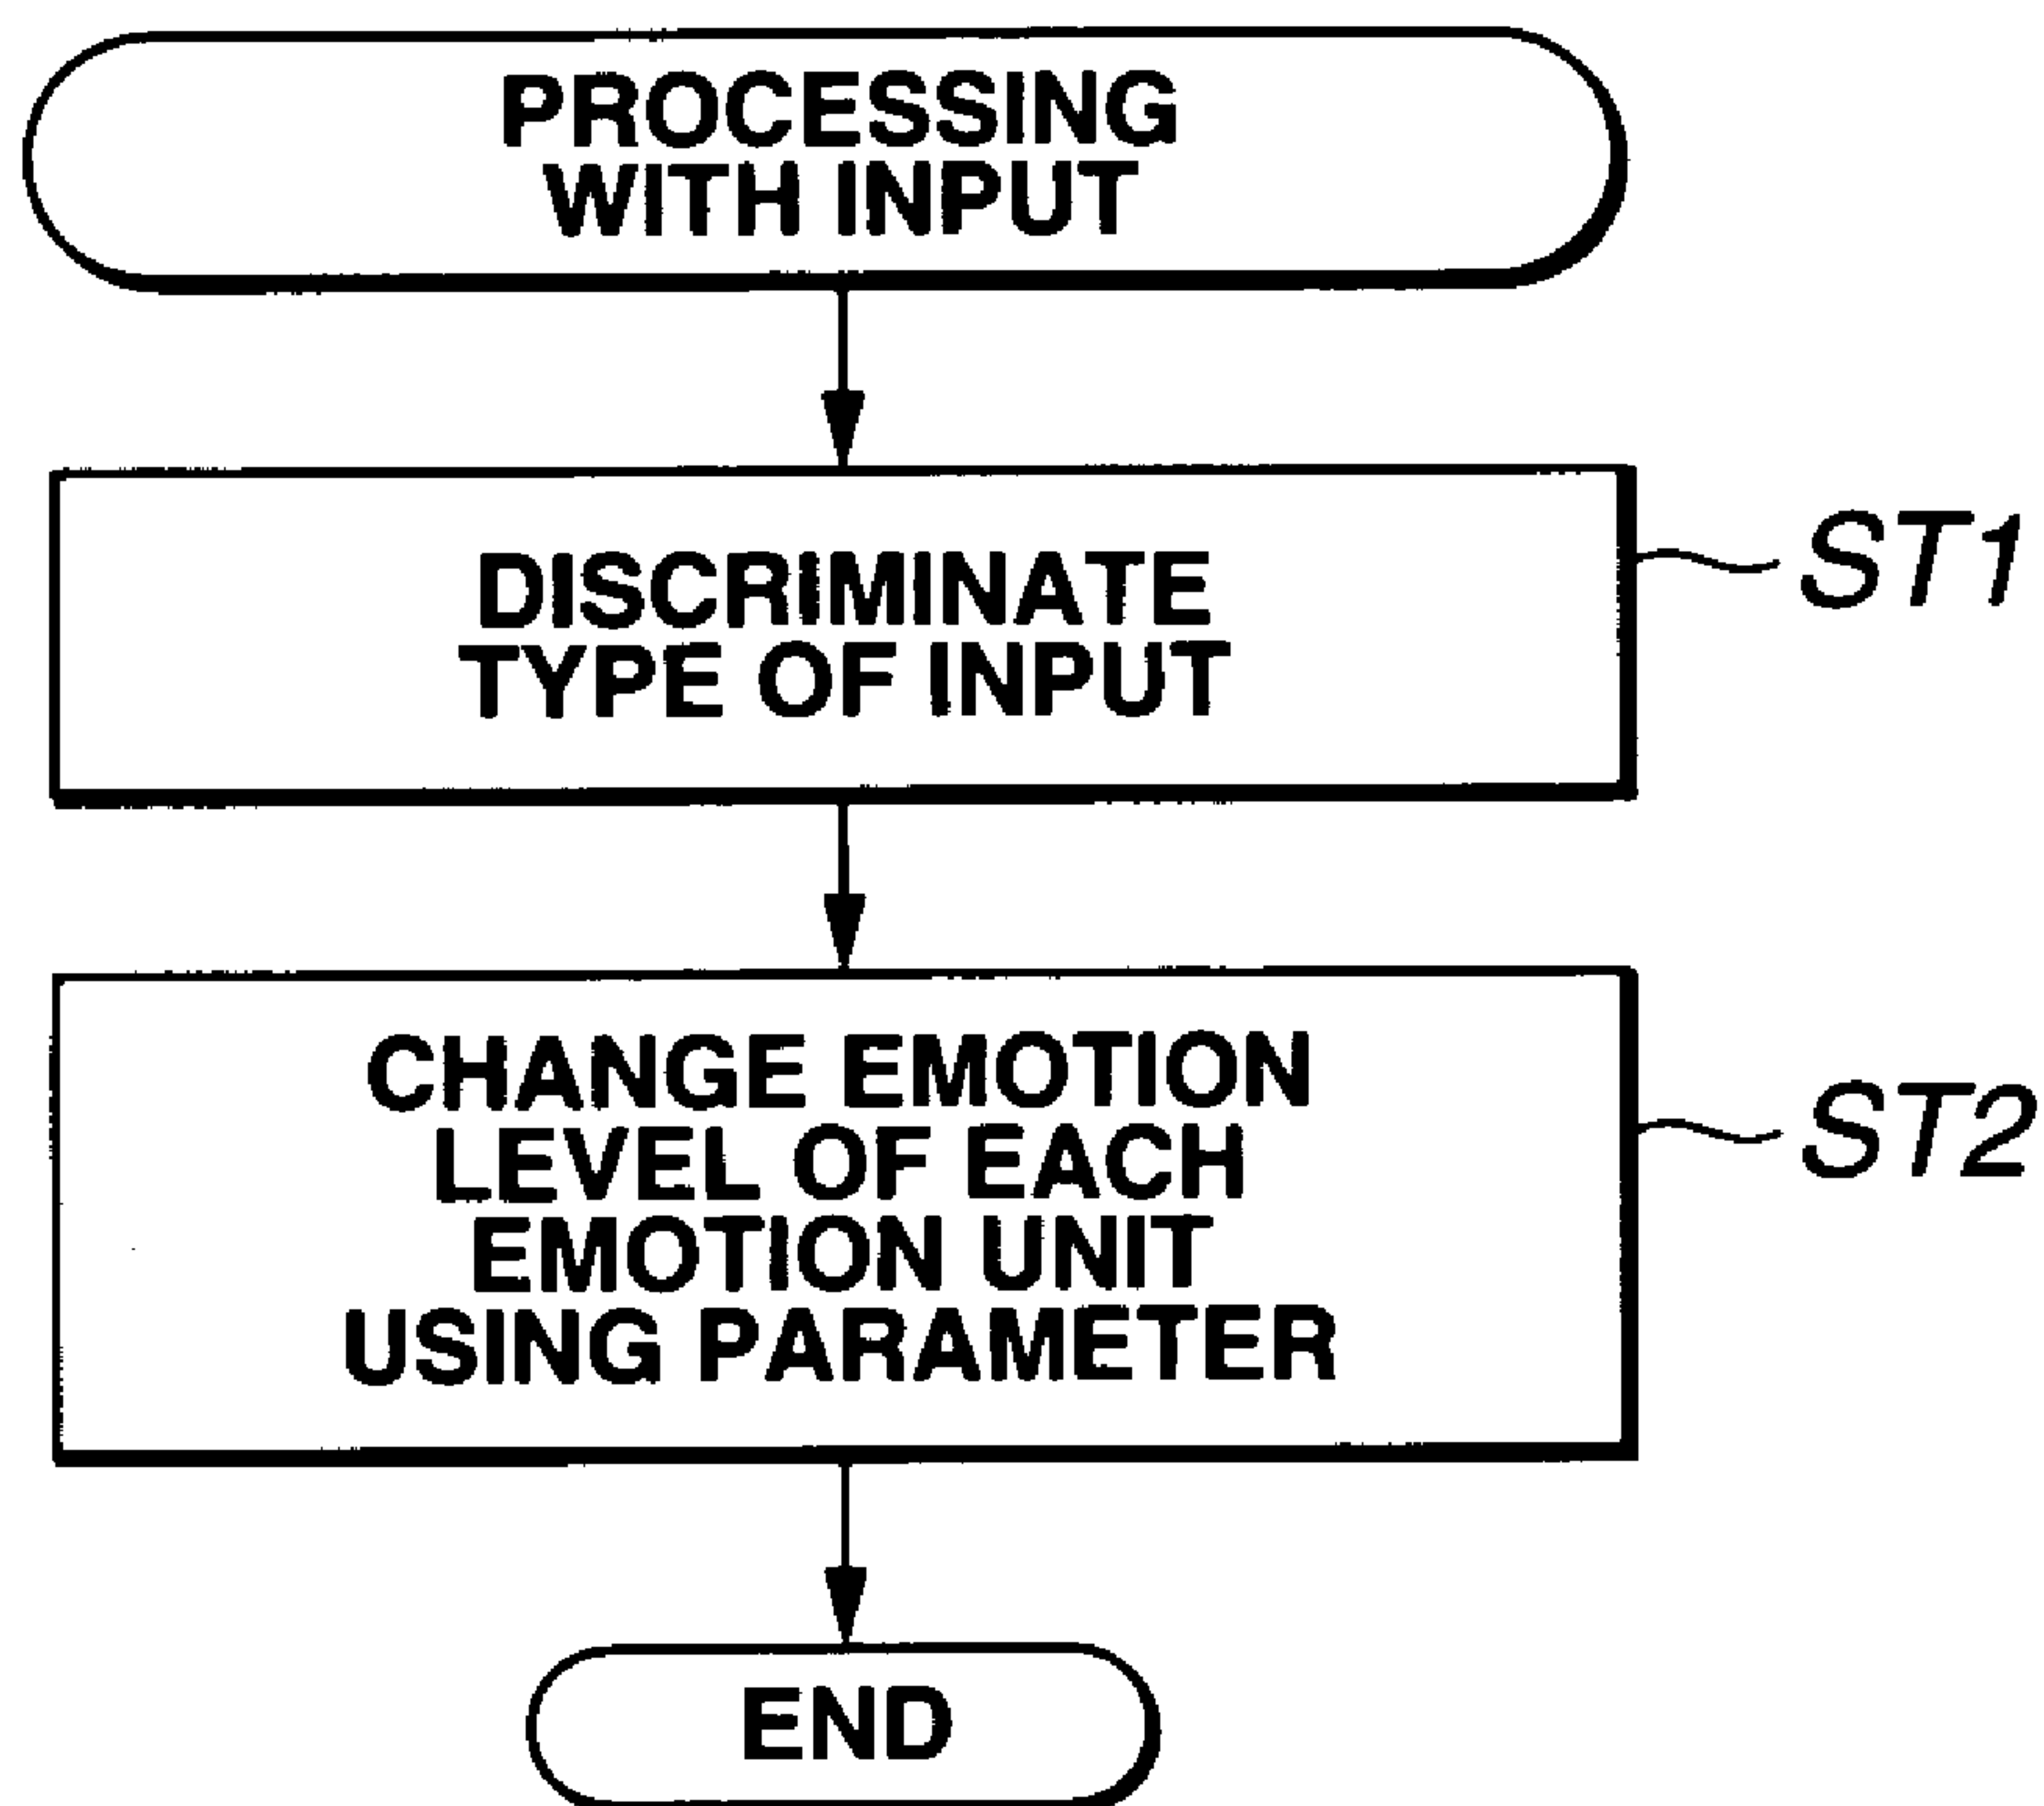 PROCESSING
WITH INPUT
DISCRIMINATE
TYPE OF INPUT
ST1
CHANGE EMOTION
LEVEL OF EACH
EMOTION UNIT
USING PARAMETER
ST2
END